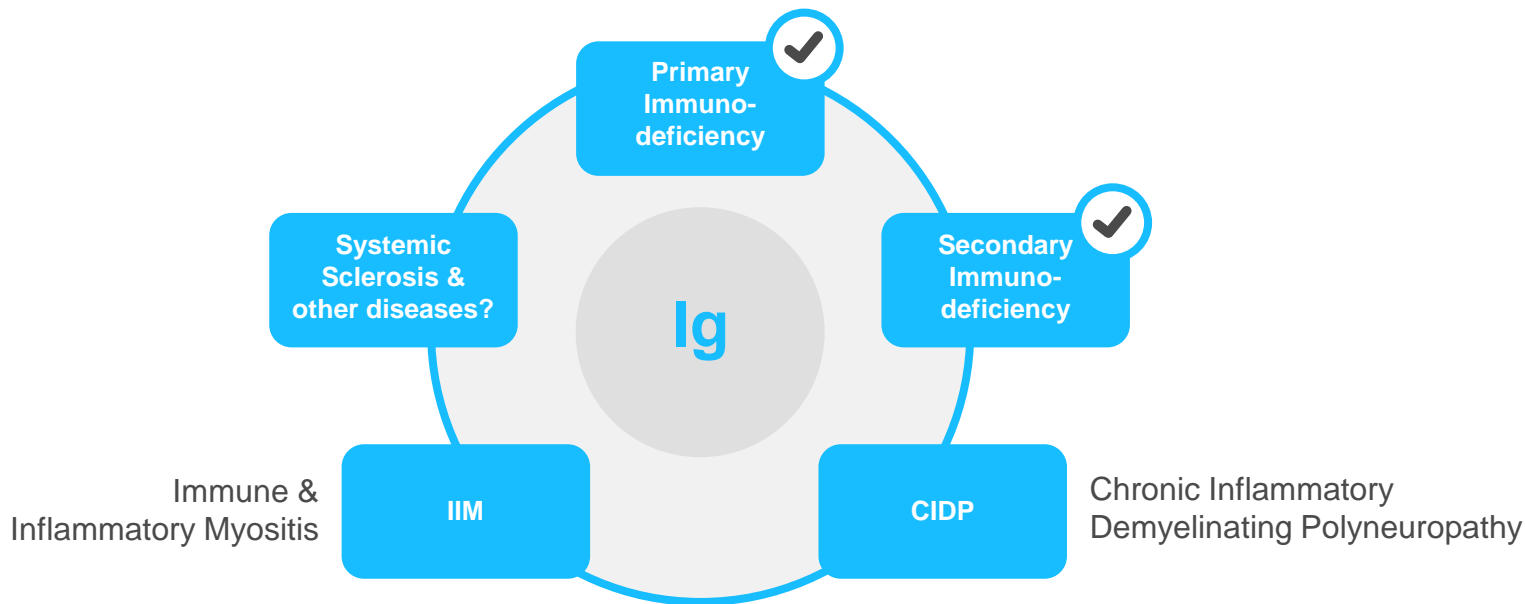 Primary
Immuno-
deficiency
Systemic
Sclerosis &
other diseases?
Secondary
Immuno-
deficiency
Ig
Immune &
Inflammatory Myositis
IIM
CIDP
Chronic Inflammatory
Demyelinating Polyneuropathy